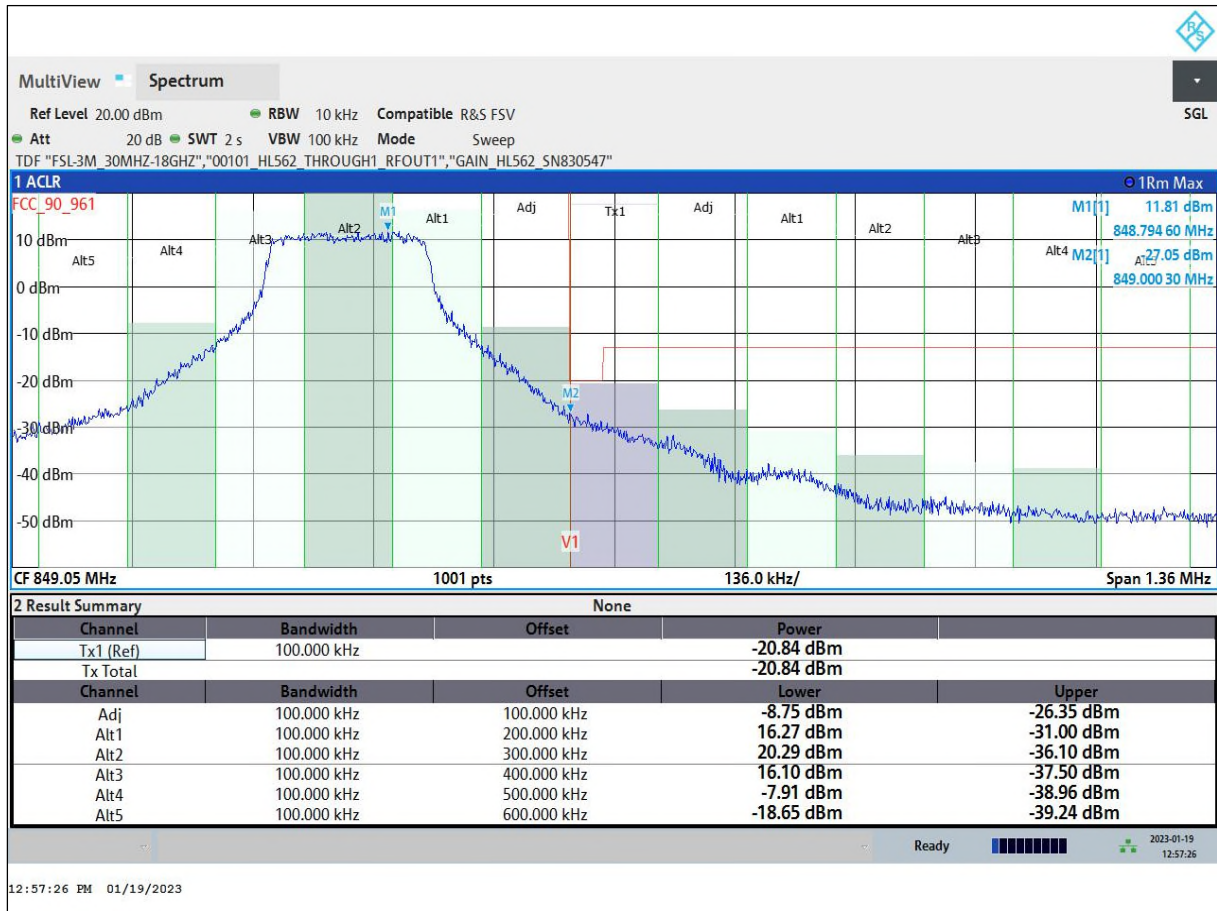 R&S
MultiView Spectrum
Ref Level 20.00 dBm RBW 10 kHz Compatible R&S FSV SGL
Att 20 dB SWT 2 s VBW 100 kHz Mode Sweep
TDF "FSL-3M_30MHZ-18GHZ","00101_HL562_THROUGH1_RFOUT1","GAIN_HL562_SN830547"
1 ACLR 1Rm Max
FCC_90_961 M1 M1[1] 11.81 dBm
848.794 60 MHz
M2[1] -27.05 dBm
849.000 30 MHz
Alt5 Alt4 Alt3 Alt2 Alt1 Adj Tx1 Adj Alt1 Alt2 Alt3 Alt4
10 dBm
0 dBm
-10 dBm
-20 dBm
M2
-30 dBm
-40 dBm
-50 dBm
V1
CF 849.05 MHz 1001 pts 136.0 kHz/ Span 1.36 MHz
2 Result Summary None
Channel Bandwidth Offset Power
Tx1 (Ref) 100.000 kHz -20.84 dBm
Tx Total -20.84 dBm
Channel Bandwidth Offset Lower Upper
Adj 100.000 kHz 100.000 kHz -8.75 dBm -26.35 dBm
Alt1 100.000 kHz 200.000 kHz 16.27 dBm -31.00 dBm
Alt2 100.000 kHz 300.000 kHz 20.29 dBm -36.10 dBm
Alt3 100.000 kHz 400.000 kHz 16.10 dBm -37.50 dBm
Alt4 100.000 kHz 500.000 kHz -7.91 dBm -38.96 dBm
Alt5 100.000 kHz 600.000 kHz -18.65 dBm -39.24 dBm
Ready 2023-01-19
12:57:26
12:57:26 PM 01/19/2023